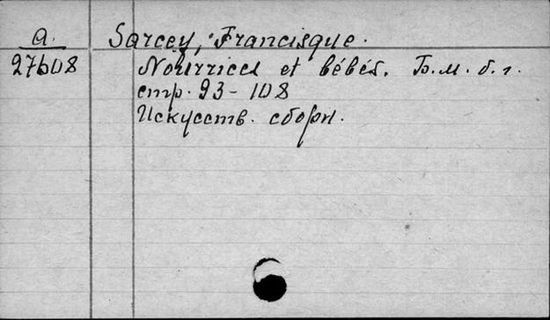 a. Sarcey, Francisque.
27608 Nourrices et bébés. Б.м. б.г.
стр. 93-108
Искусств. сборн.